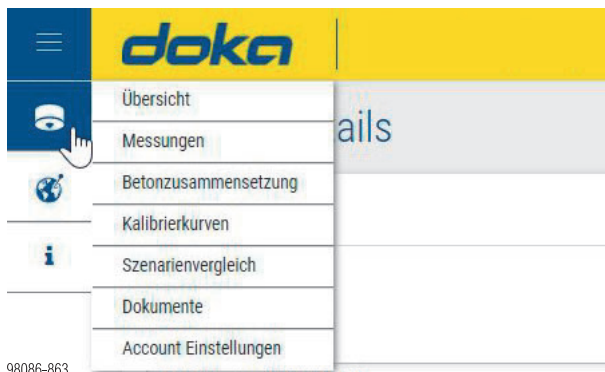 doka
Übersicht
ails
Messungen
Betonzusammensetzung
Kalibrierkurven
Szenarienvergleich
Dokumente
Account Einstellungen
98086-863